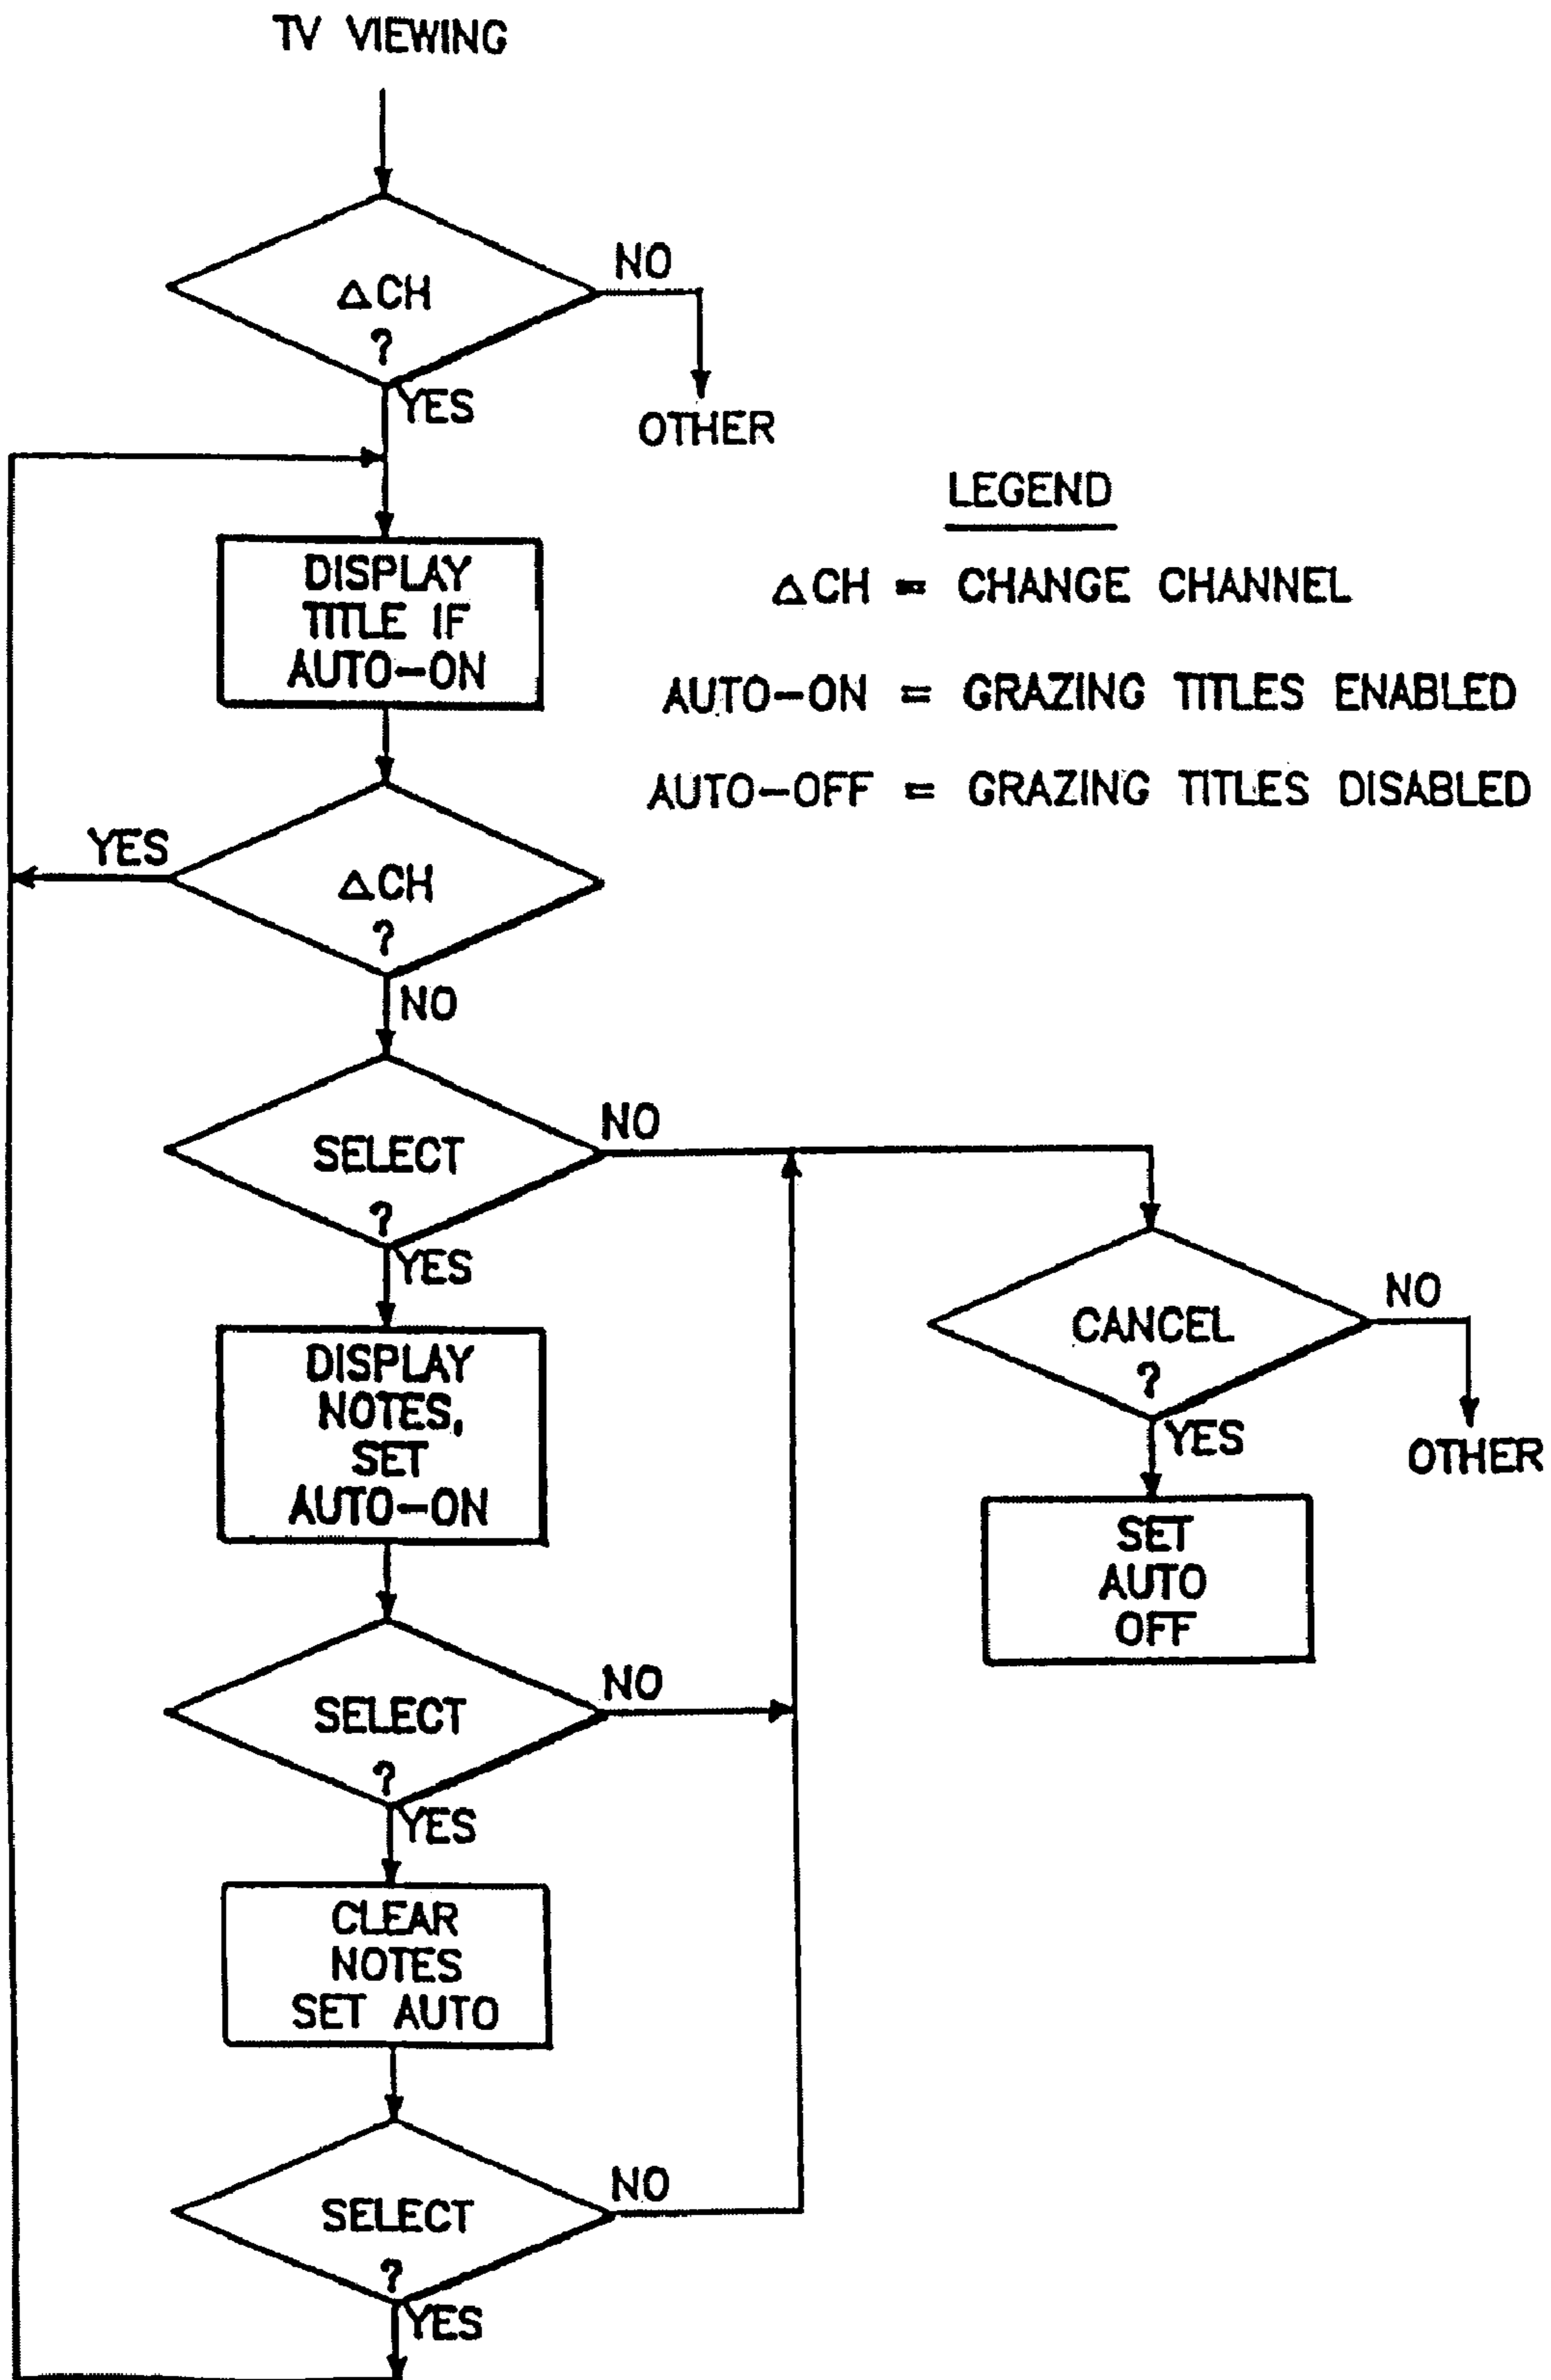 TV VIEWING
ΔCH
?
NO
YES
OTHER
LEGEND
ΔCH = CHANGE CHANNEL
AUTO-ON = GRAZING TITLES ENABLED
AUTO-OFF = GRAZING TITLES DISABLED
DISPLAY
TITLE IF
AUTO-ON
YES
ΔCH
?
NO
SELECT
?
NO
YES
CANCEL
?
NO
YES
OTHER
SET
AUTO
OFF
DISPLAY
NOTES,
SET
AUTO-ON
SELECT
?
NO
YES
CLEAR
NOTES
SET AUTO
SELECT
?
NO
YES